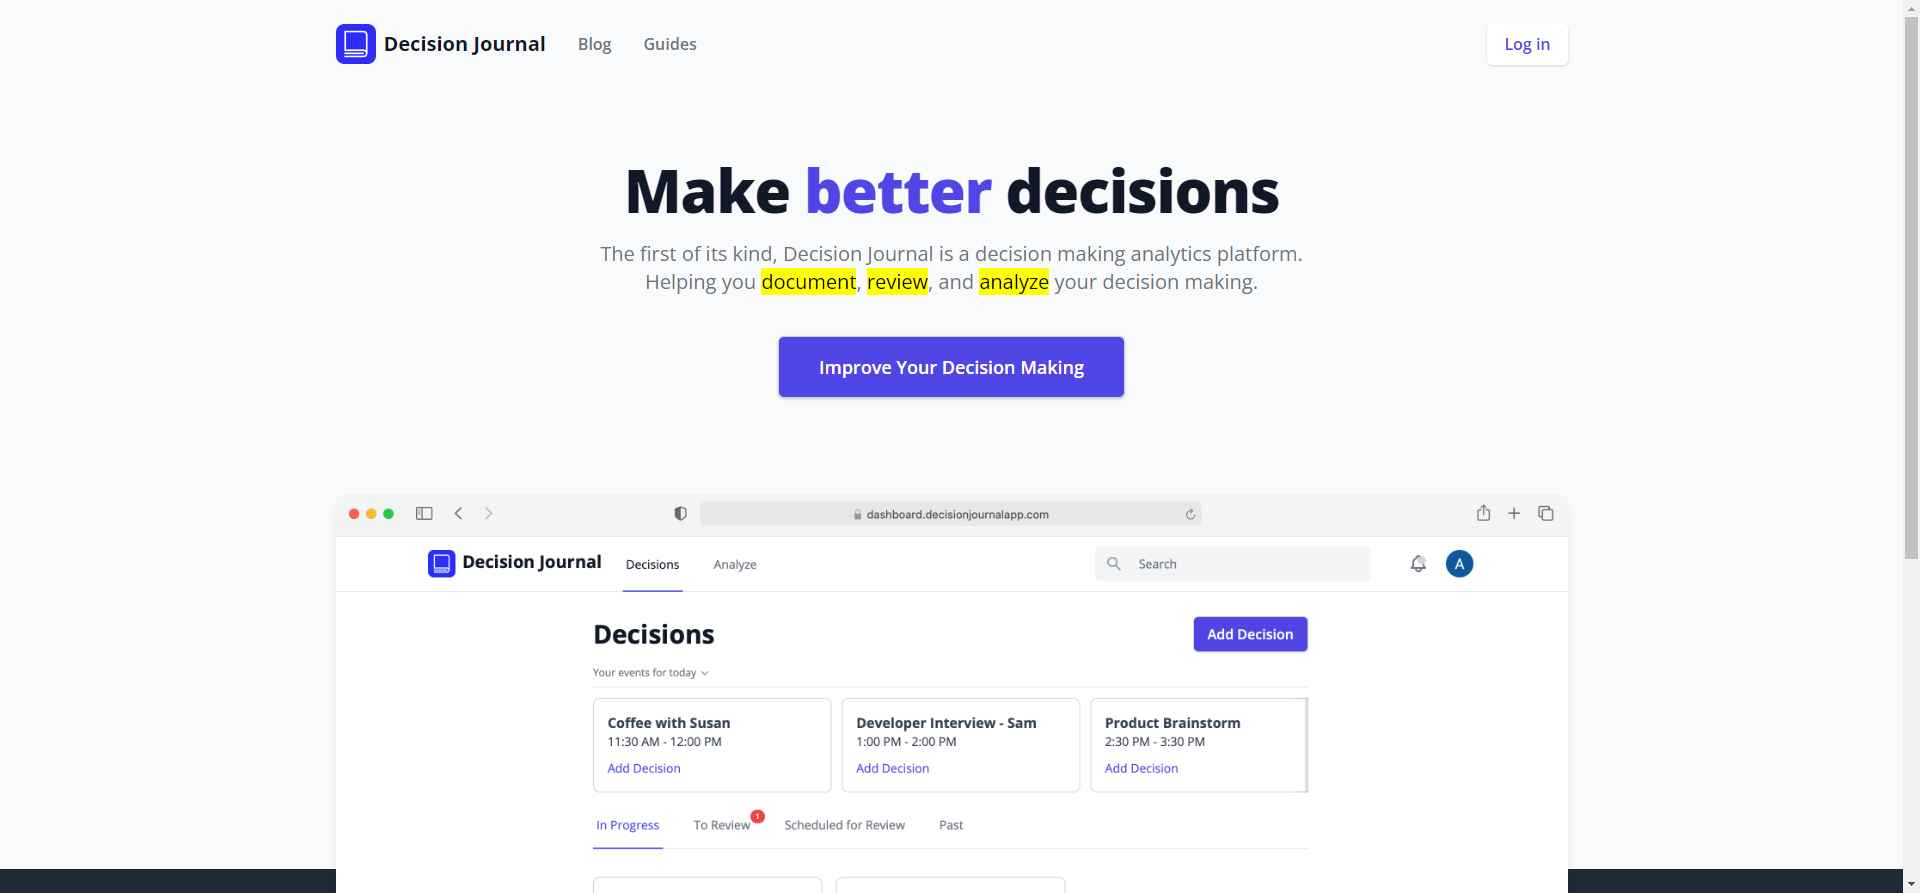 Decision Journal Blog Guides Log in
Make better decisions
The first of its kind, Decision Journal is a decision making analytics platform.
Helping you document, review, and analyze your decision making.
Improve Your Decision Making
dashboard.decisionjournalapp.com
Decision Journal Decisions Analyze Search A
Decisions Add Decision
Your events for today
Coffee with Susan
11:30 AM - 12:00 PM
Add Decision
Developer Interview - Sam
1:00 PM - 2:00 PM
Add Decision
Product Brainstorm
2:30 PM - 3:30 PM
Add Decision
In Progress To Review 1 Scheduled for Review Past